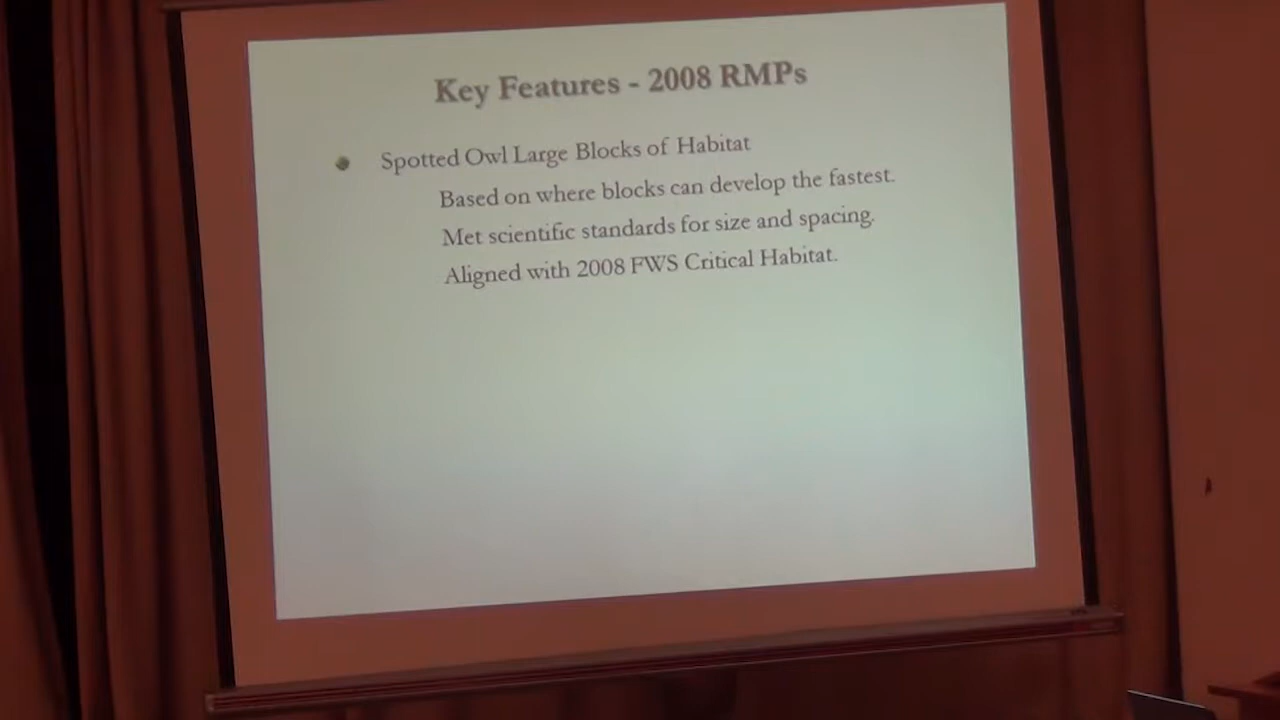 Key Features - 2008 RMPs
Spotted Owl Large Blocks of Habitat
Based on where blocks can develop the fastest.
Met scientific standards for size and spacing.
Aligned with 2008 FWS Critical Habitat.